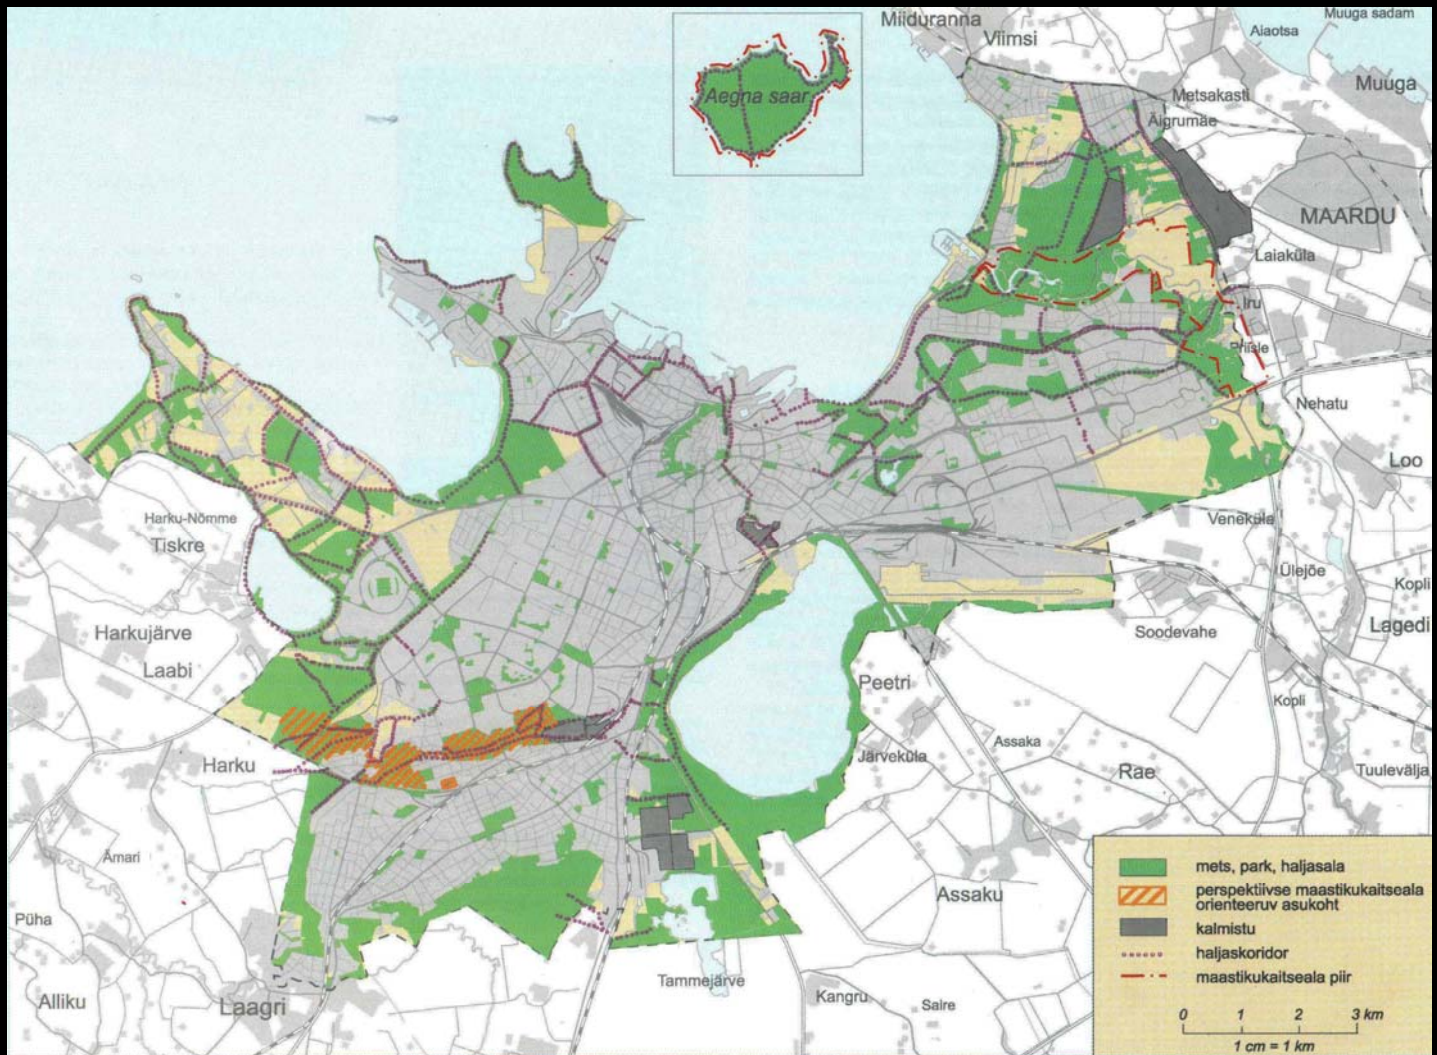 Miiduranna
Viimsi
Muuga sadam
Aiaotsa
Muuga
Metsakasti
Äigrumäe
Aegna saar
MAARDU
Laiaküla
Iru
Priisle
Nehatu
Loo
Harku-Nõmme
Tiskre
Veneküla
Ülejõe
Kopli
Lagedi
Harkujärve
Laabi
Soodevahe
Peetri
Kopli
Harku
Järveküla
Assaka
Rae
Tuulevälja
Ämari
Püha
Assaku
Alliku
Laagri
Tammejärve
Kangru
Saire
mets, park, haljasala
perspektiivse maastikukaitseala
orienteeruv asukoht
kalmistu
haljaskoridor
maastikukaitseala piir
0 1 2 3 km
1 cm = 1 km